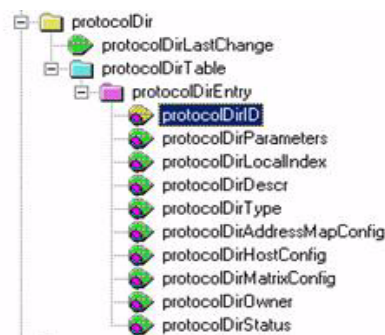 protocolDir
protocolDirLastChange
protocolDirTable
protocolDirEntry
protocolDirID
protocolDirParameters
protocolDirLocalIndex
protocolDirDescr
protocolDirType
protocolDirAddressMapConfig
protocolDirHostConfig
protocolDirMatrixConfig
protocolDirOwner
protocolDirStatus